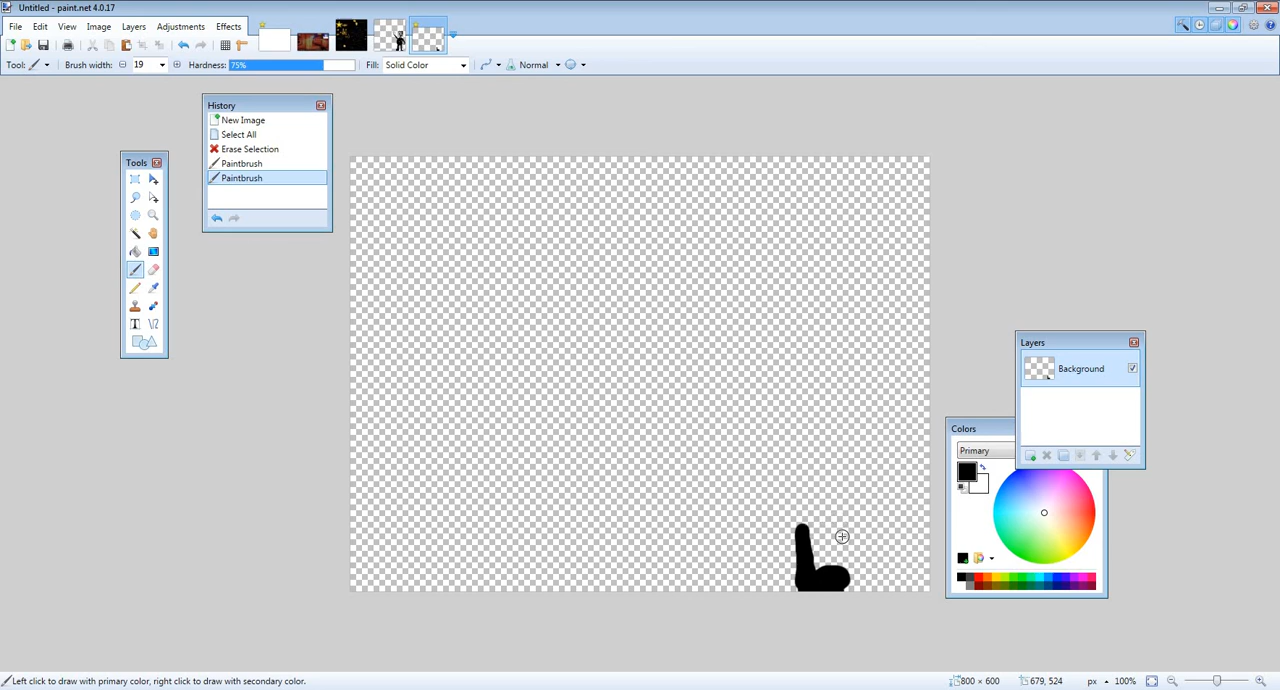 Untitled - paint.net 4.0.17
File Edit View Image Layers Adjustments Effects
Tool: Brush width: 19 Hardness: 75% Fill: Solid Color Normal
History
New Image
Select All
Erase Selection
Paintbrush
Paintbrush
Tools
Layers
Background
Colors
Primary
Left click to draw with primary color, right click to draw with secondary color.
800 × 600 679, 524 px 100%